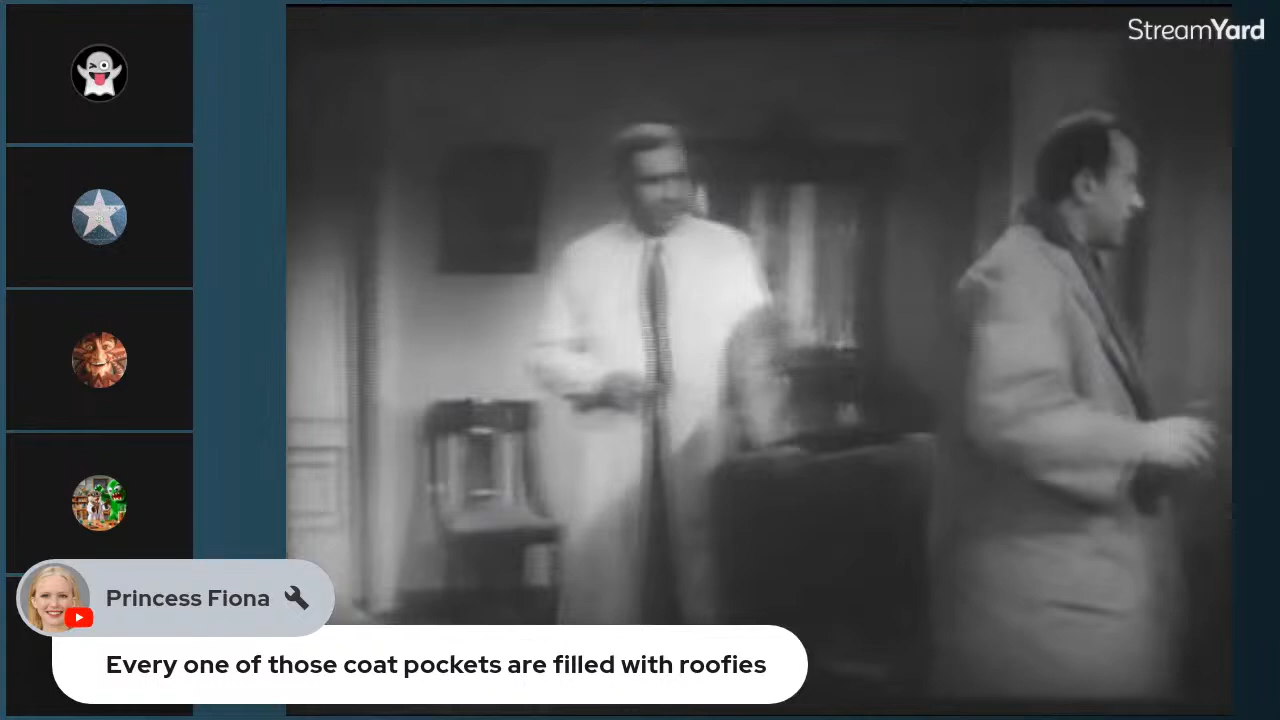 StreamYard
Princess Fiona
Every one of those coat pockets are filled with roofies